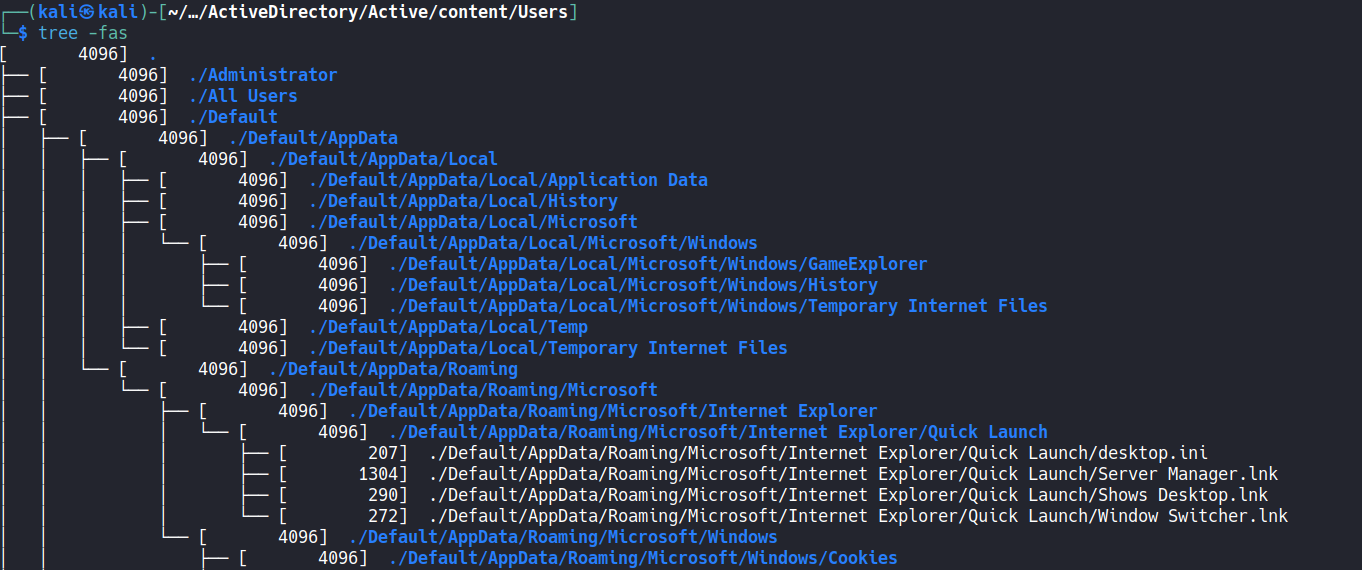 ┌──(kali㉿kali)-[~/…/ActiveDirectory/Active/content/Users]
└─$ tree -fas
[       4096]  .
├── [       4096]  ./Administrator
├── [       4096]  ./All Users
├── [       4096]  ./Default
│   ├── [       4096]  ./Default/AppData
│   │   ├── [       4096]  ./Default/AppData/Local
│   │   │   ├── [       4096]  ./Default/AppData/Local/Application Data
│   │   │   ├── [       4096]  ./Default/AppData/Local/History
│   │   │   ├── [       4096]  ./Default/AppData/Local/Microsoft
│   │   │   │   └── [       4096]  ./Default/AppData/Local/Microsoft/Windows
│   │   │   │       ├── [       4096]  ./Default/AppData/Local/Microsoft/Windows/GameExplorer
│   │   │   │       ├── [       4096]  ./Default/AppData/Local/Microsoft/Windows/History
│   │   │   │       └── [       4096]  ./Default/AppData/Local/Microsoft/Windows/Temporary Internet Files
│   │   │   ├── [       4096]  ./Default/AppData/Local/Temp
│   │   │   └── [       4096]  ./Default/AppData/Local/Temporary Internet Files
│   │   └── [       4096]  ./Default/AppData/Roaming
│   │       └── [       4096]  ./Default/AppData/Roaming/Microsoft
│   │           ├── [       4096]  ./Default/AppData/Roaming/Microsoft/Internet Explorer
│   │           │   └── [       4096]  ./Default/AppData/Roaming/Microsoft/Internet Explorer/Quick Launch
│   │           │       ├── [        207]  ./Default/AppData/Roaming/Microsoft/Internet Explorer/Quick Launch/desktop.ini
│   │           │       ├── [       1304]  ./Default/AppData/Roaming/Microsoft/Internet Explorer/Quick Launch/Server Manager.lnk
│   │           │       ├── [        290]  ./Default/AppData/Roaming/Microsoft/Internet Explorer/Quick Launch/Shows Desktop.lnk
│   │           │       └── [        272]  ./Default/AppData/Roaming/Microsoft/Internet Explorer/Quick Launch/Window Switcher.lnk
│   │           └── [       4096]  ./Default/AppData/Roaming/Microsoft/Windows
│   │               ├── [       4096]  ./Default/AppData/Roaming/Microsoft/Windows/Cookies